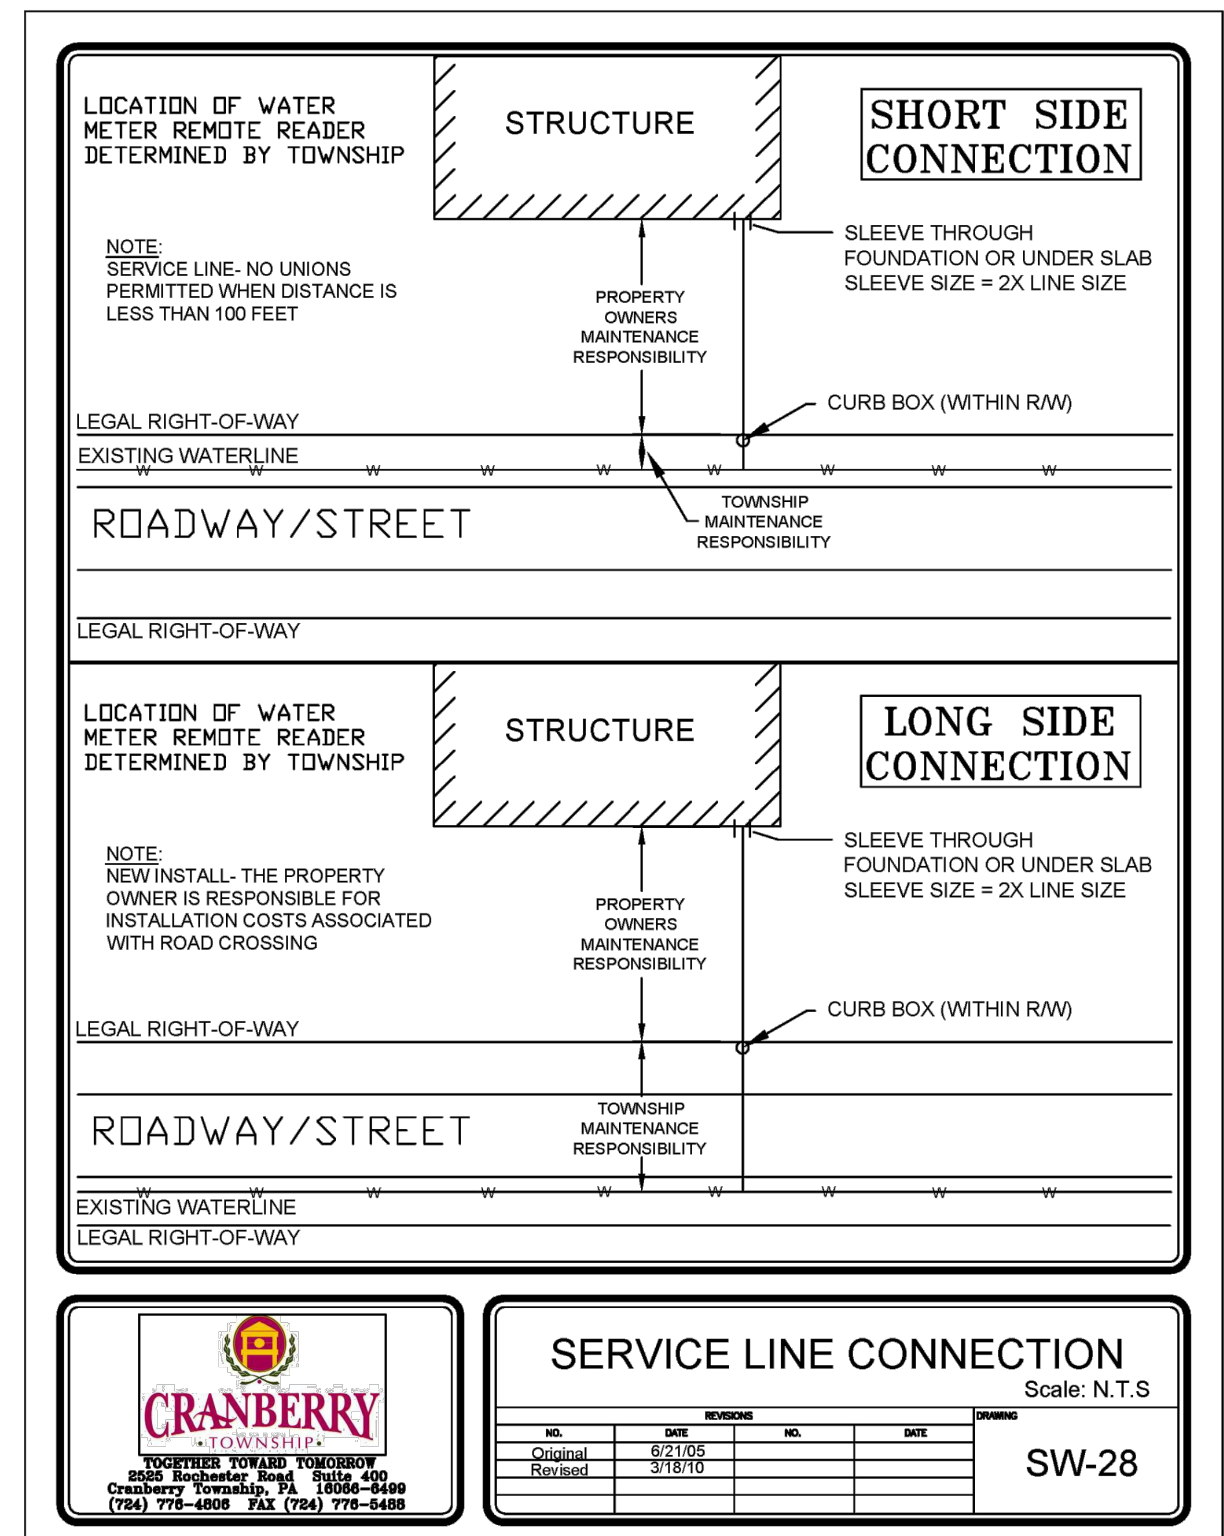 LOCATION OF WATER
METER REMOTE READER
DETERMINED BY TOWNSHIP
STRUCTURE
SHORT SIDE
CONNECTION
NOTE:
SERVICE LINE- NO UNIONS
PERMITTED WHEN DISTANCE IS
LESS THAN 100 FEET
SLEEVE THROUGH
FOUNDATION OR UNDER SLAB
SLEEVE SIZE = 2X LINE SIZE
PROPERTY
OWNERS
MAINTENANCE
RESPONSIBILITY
CURB BOX (WITHIN R/W)
LEGAL RIGHT-OF-WAY
EXISTING WATERLINE
W W W W W W W W W
ROADWAY/STREET
TOWNSHIP
MAINTENANCE
RESPONSIBILITY
LEGAL RIGHT-OF-WAY
LOCATION OF WATER
METER REMOTE READER
DETERMINED BY TOWNSHIP
STRUCTURE
LONG SIDE
CONNECTION
NOTE:
NEW INSTALL- THE PROPERTY
OWNER IS RESPONSIBLE FOR
INSTALLATION COSTS ASSOCIATED
WITH ROAD CROSSING
SLEEVE THROUGH
FOUNDATION OR UNDER SLAB
SLEEVE SIZE = 2X LINE SIZE
PROPERTY
OWNERS
MAINTENANCE
RESPONSIBILITY
CURB BOX (WITHIN R/W)
LEGAL RIGHT-OF-WAY
ROADWAY/STREET
TOWNSHIP
MAINTENANCE
RESPONSIBILITY
W W W W W W W W W
EXISTING WATERLINE
LEGAL RIGHT-OF-WAY
CRANBERRY
TOWNSHIP
TOGETHER TOWARD TOMORROW
2525 Rochester Road Suite 400
Cranberry Township, PA 16066-6499
(724) 776-4806 FAX (724) 776-5488
SERVICE LINE CONNECTION
Scale: N.T.S
REVISIONS
NO. DATE NO. DATE
Original 6/21/05
Revised 3/18/10
DRAWING
SW-28